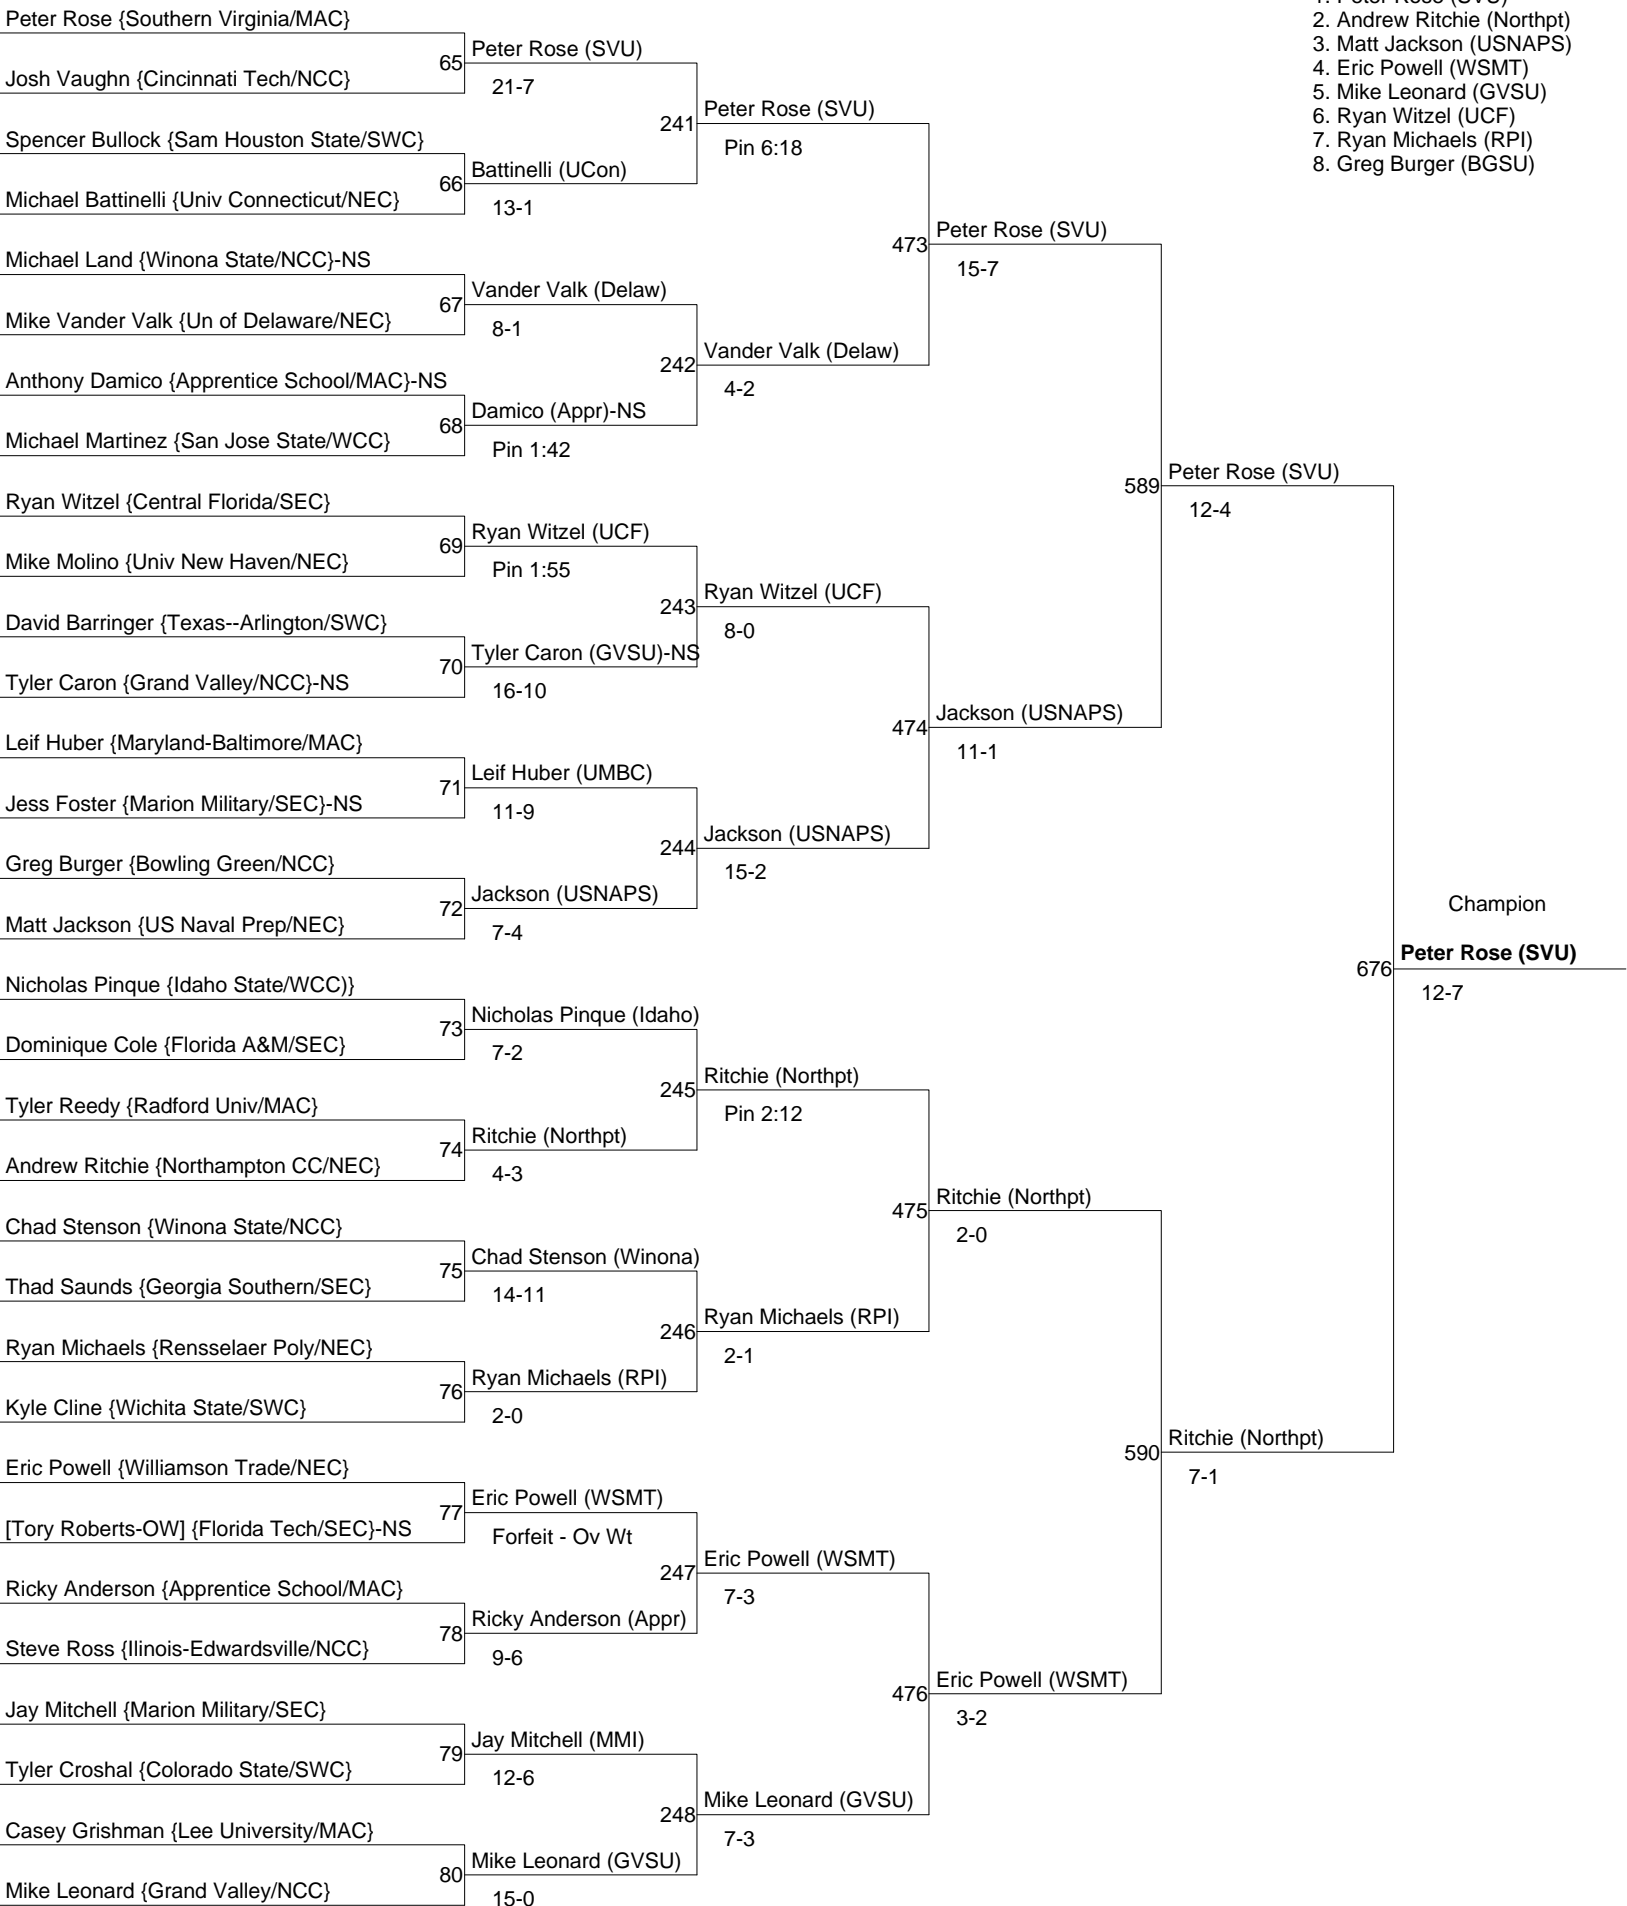 Peter Rose {Southern Virginia/MAC}
65
Peter Rose (SVU)
21-7
Josh Vaughn {Cincinnati Tech/NCC}
241
Peter Rose (SVU)
Pin 6:18
Spencer Bullock {Sam Houston State/SWC}
66
Battinelli (UCon)
13-1
Michael Battinelli {Univ Connecticut/NEC}
473
Peter Rose (SVU)
15-7
Michael Land {Winona State/NCC}-NS
67
Vander Valk (Delaw)
8-1
Mike Vander Valk {Un of Delaware/NEC}
242
Vander Valk (Delaw)
4-2
Anthony Damico {Apprentice School/MAC}-NS
68
Damico (Appr)-NS
Pin 1:42
Michael Martinez {San Jose State/WCC}
589
Peter Rose (SVU)
12-4
Ryan Witzel {Central Florida/SEC}
69
Ryan Witzel (UCF)
Pin 1:55
Mike Molino {Univ New Haven/NEC}
243
Ryan Witzel (UCF)
8-0
David Barringer {Texas--Arlington/SWC}
70
Tyler Caron (GVSU)-NS
16-10
Tyler Caron {Grand Valley/NCC}-NS
474
Jackson (USNAPS)
11-1
Leif Huber {Maryland-Baltimore/MAC}
71
Leif Huber (UMBC)
11-9
Jess Foster {Marion Military/SEC}-NS
244
Jackson (USNAPS)
15-2
Greg Burger {Bowling Green/NCC}
72
Jackson (USNAPS)
7-4
Matt Jackson {US Naval Prep/NEC}
Champion
676
Peter Rose (SVU)
12-7
Nicholas Pinque {Idaho State/WCC)}
73
Nicholas Pinque (Idaho)
7-2
Dominique Cole {Florida A&M/SEC}
245
Ritchie (Northpt)
Pin 2:12
Tyler Reedy {Radford Univ/MAC}
74
Ritchie (Northpt)
4-3
Andrew Ritchie {Northampton CC/NEC}
475
Ritchie (Northpt)
2-0
Chad Stenson {Winona State/NCC}
75
Chad Stenson (Winona)
14-11
Thad Saunds {Georgia Southern/SEC}
246
Ryan Michaels (RPI)
2-1
Ryan Michaels {Rensselaer Poly/NEC}
76
Ryan Michaels (RPI)
2-0
Kyle Cline {Wichita State/SWC}
590
Ritchie (Northpt)
7-1
Eric Powell {Williamson Trade/NEC}
77
Eric Powell (WSMT)
Forfeit - Ov Wt
[Tory Roberts-OW] {Florida Tech/SEC}-NS
247
Eric Powell (WSMT)
7-3
Ricky Anderson {Apprentice School/MAC}
78
Ricky Anderson (Appr)
9-6
Steve Ross {Ilinois-Edwardsville/NCC}
476
Eric Powell (WSMT)
3-2
Jay Mitchell {Marion Military/SEC}
79
Jay Mitchell (MMI)
12-6
Tyler Croshal {Colorado State/SWC}
248
Mike Leonard (GVSU)
7-3
Casey Grishman {Lee University/MAC}
80
Mike Leonard (GVSU)
15-0
Mike Leonard {Grand Valley/NCC}
1. Peter Rose (SVU)
2. Andrew Ritchie (Northpt)
3. Matt Jackson (USNAPS)
4. Eric Powell (WSMT)
5. Mike Leonard (GVSU)
6. Ryan Witzel (UCF)
7. Ryan Michaels (RPI)
8. Greg Burger (BGSU)